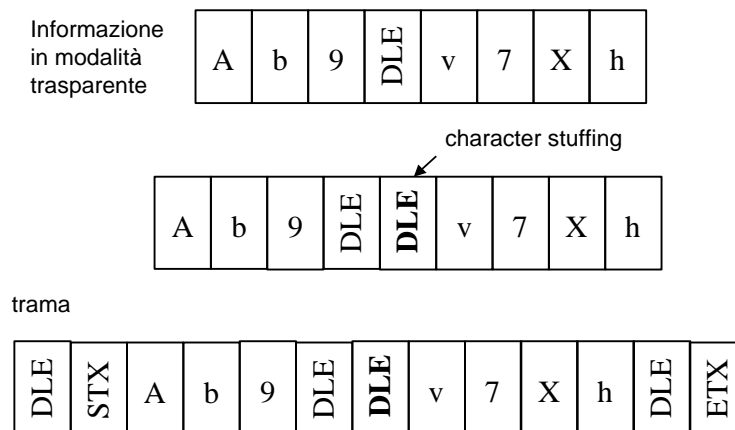 Informazione
in modalità
trasparente
A b 9 DLE v 7 X h
character stuffing
A b 9 DLE DLE v 7 X h
trama
DLE STX A b 9 DLE DLE v 7 X h DLE ETX